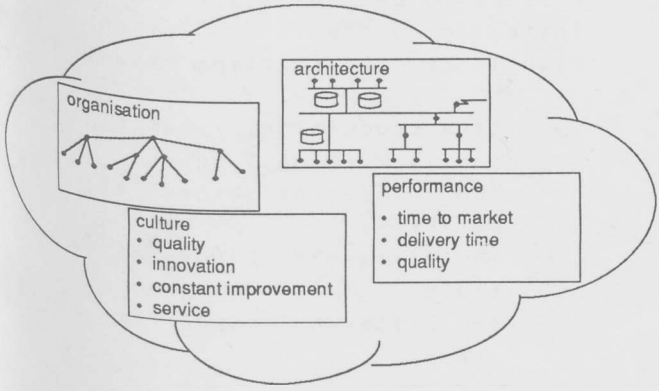 architecture
organisation
performance
• time to market
• delivery time
• quality
culture
• quality
• innovation
• constant improvement
• service